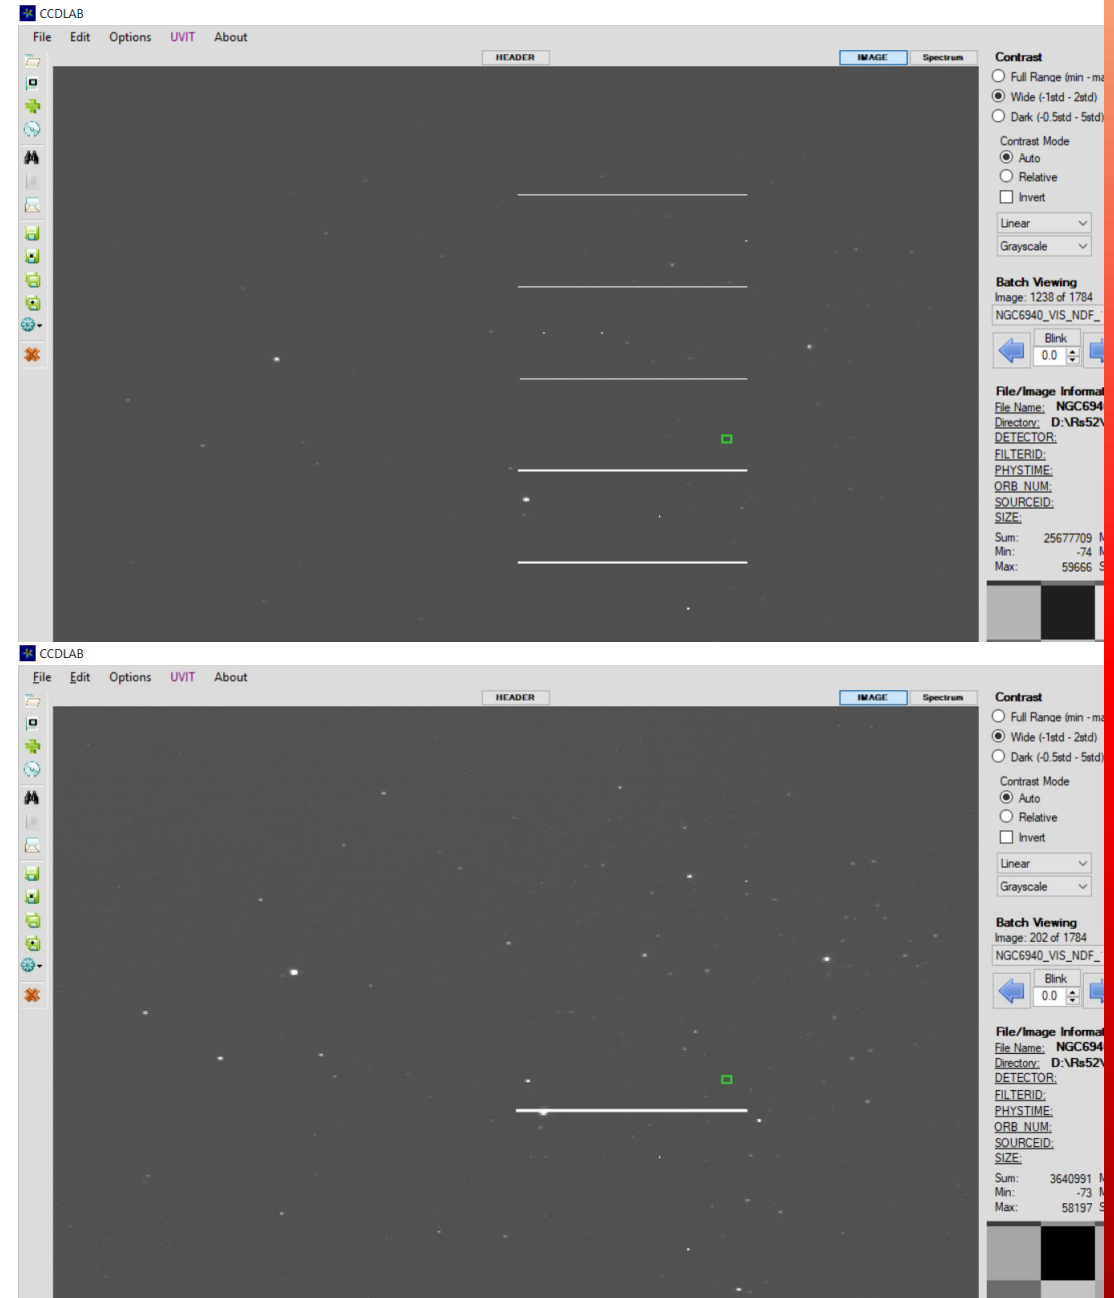 CCDLAB
File Edit Options UVIT About
HEADER IMAGE Spectrum
Contrast
Full Range (min - ma
Wide (-1std - 2std)
Dark (-0.5std - 5std)
Contrast Mode
Auto
Relative
Invert
Linear
Grayscale
Batch Viewing
Image: 1238 of 1784
NGC6940_VIS_NDF_
Blink
0.0
File/Image Informat
File Name: NGC694
Directory: D:\Rs52\
DETECTOR:
FILTERID:
PHYSTIME:
ORB_NUM:
SOURCEID:
SIZE:
Sum: 25677709 M
Min: -74 M
Max: 59666 S
CCDLAB
File Edit Options UVIT About
HEADER IMAGE Spectrum
Contrast
Full Range (min - ma
Wide (-1std - 2std)
Dark (-0.5std - 5std)
Contrast Mode
Auto
Relative
Invert
Linear
Grayscale
Batch Viewing
Image: 202 of 1784
NGC6940_VIS_NDF_
Blink
0.0
File/Image Informat
File Name: NGC694
Directory: D:\Rs52\
DETECTOR:
FILTERID:
PHYSTIME:
ORB_NUM:
SOURCEID:
SIZE:
Sum: 3640991 M
Min: -73 M
Max: 58197 S